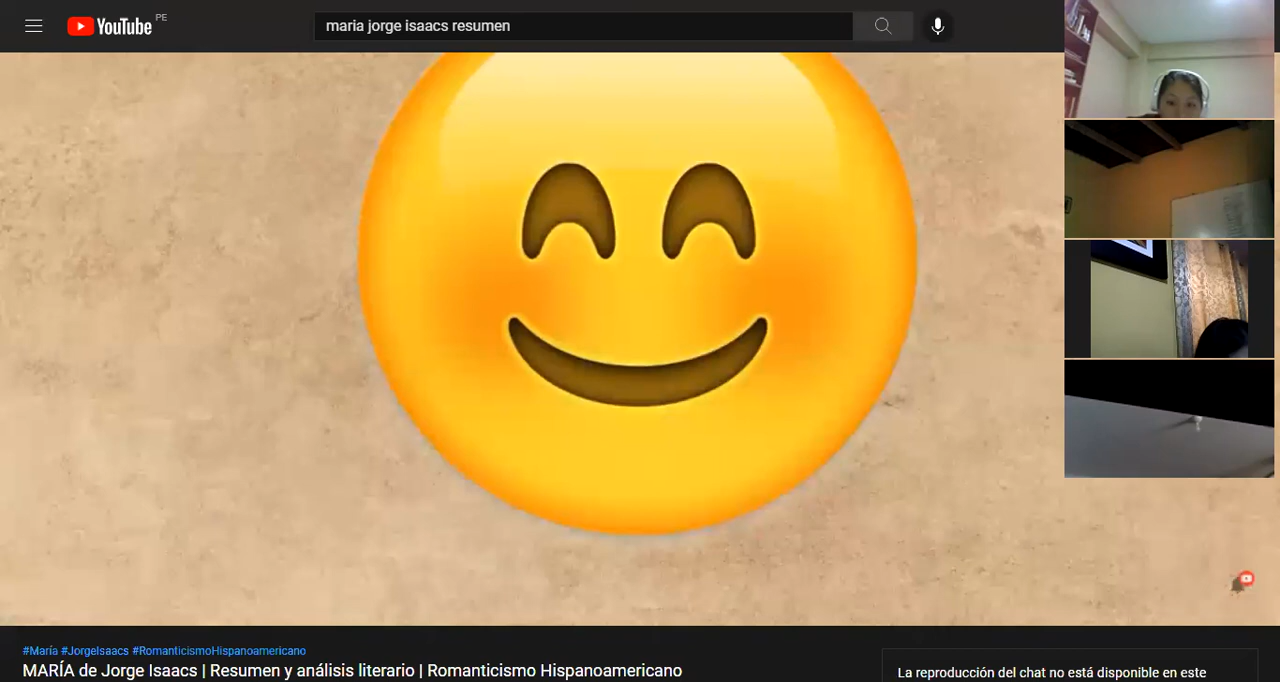 YouTube PE
maria jorge isaacs resumen
#María #JorgeIsaacs #RomanticismoHispanoamericano
MARÍA de Jorge Isaacs | Resumen y análisis literario | Romanticismo Hispanoamericano
La reproducción del chat no está disponible en este